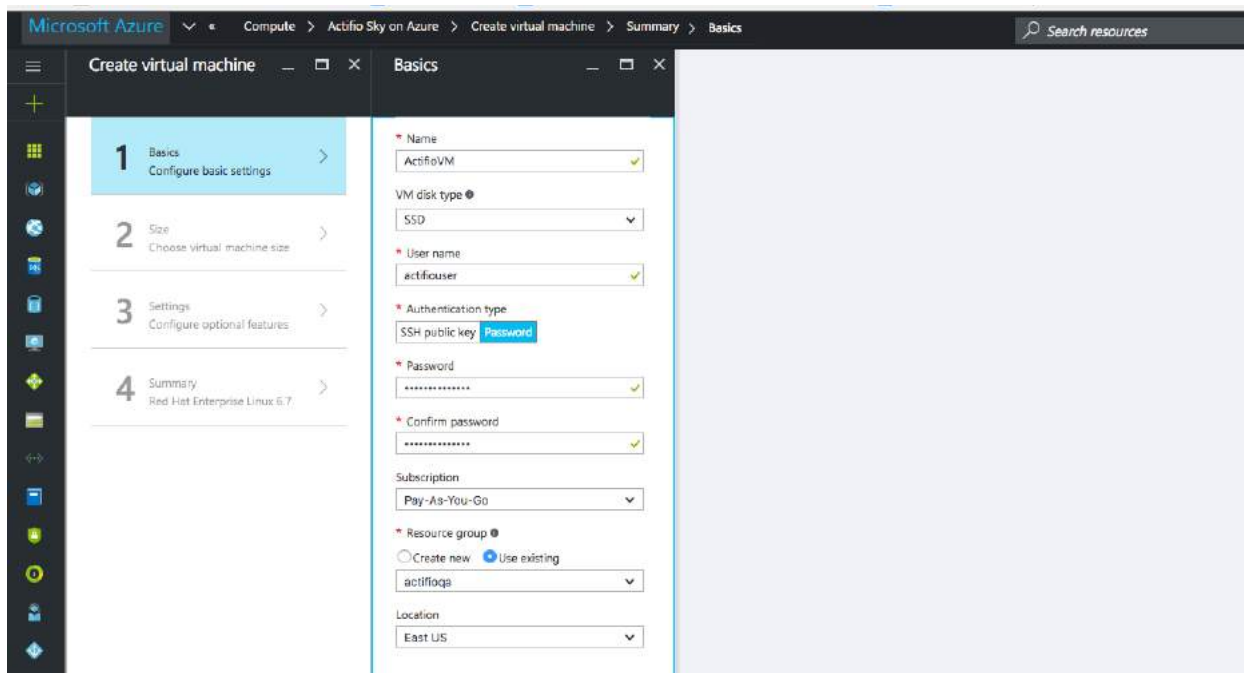 Microsoft Azure « Compute > Actifio Sky on Azure > Create virtual machine > Summary > Basics
Search resources
Create virtual machine
Basics
1
Basics
Configure basic settings
2
Size
Choose virtual machine size
3
Settings
Configure optional features
4
Summary
Red Hat Enterprise Linux 6.7
* Name
ActifioVM
VM disk type
SSD
* User name
actifiouser
* Authentication type
SSH public key Password
* Password
••••••••••••••
* Confirm password
••••••••••••••
Subscription
Pay-As-You-Go
* Resource group
Create new Use existing
actifioqa
Location
East US